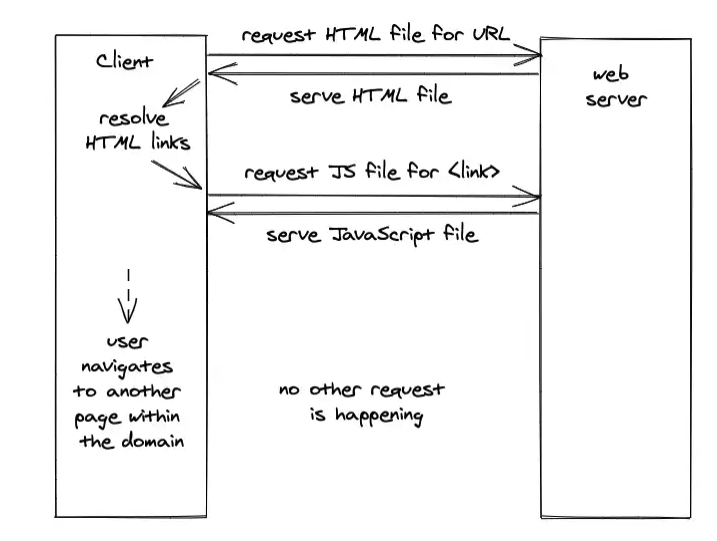 request HTML file for URL
Client
web
server
serve HTML file
resolve
HTML links
request JS file for <link>
serve JavaScript file
user
navigates
to another
page within
the domain
no other request
is happening